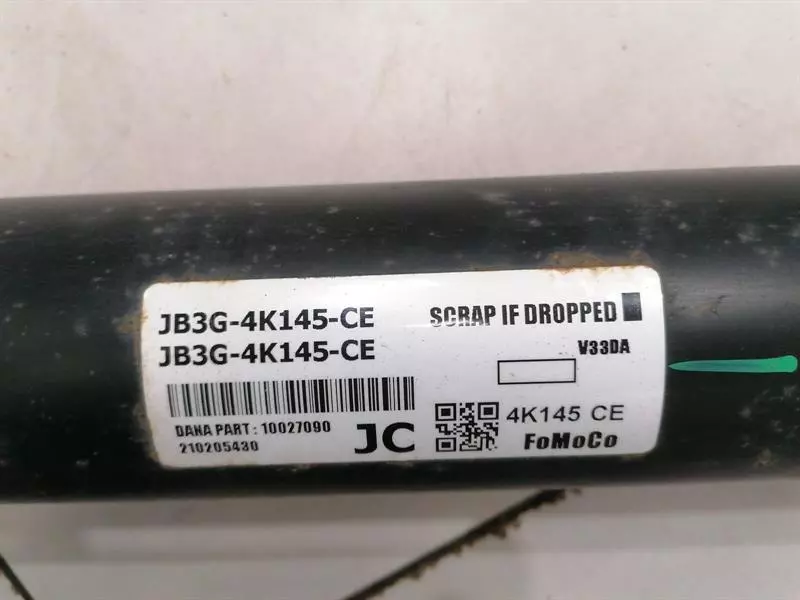 JB3G-4K145-CE
JB3G-4K145-CE
SCRAP IF DROPPED
V33DA
DANA PART : 10027090
210205430
JC
4K145 CE
FoMoCo